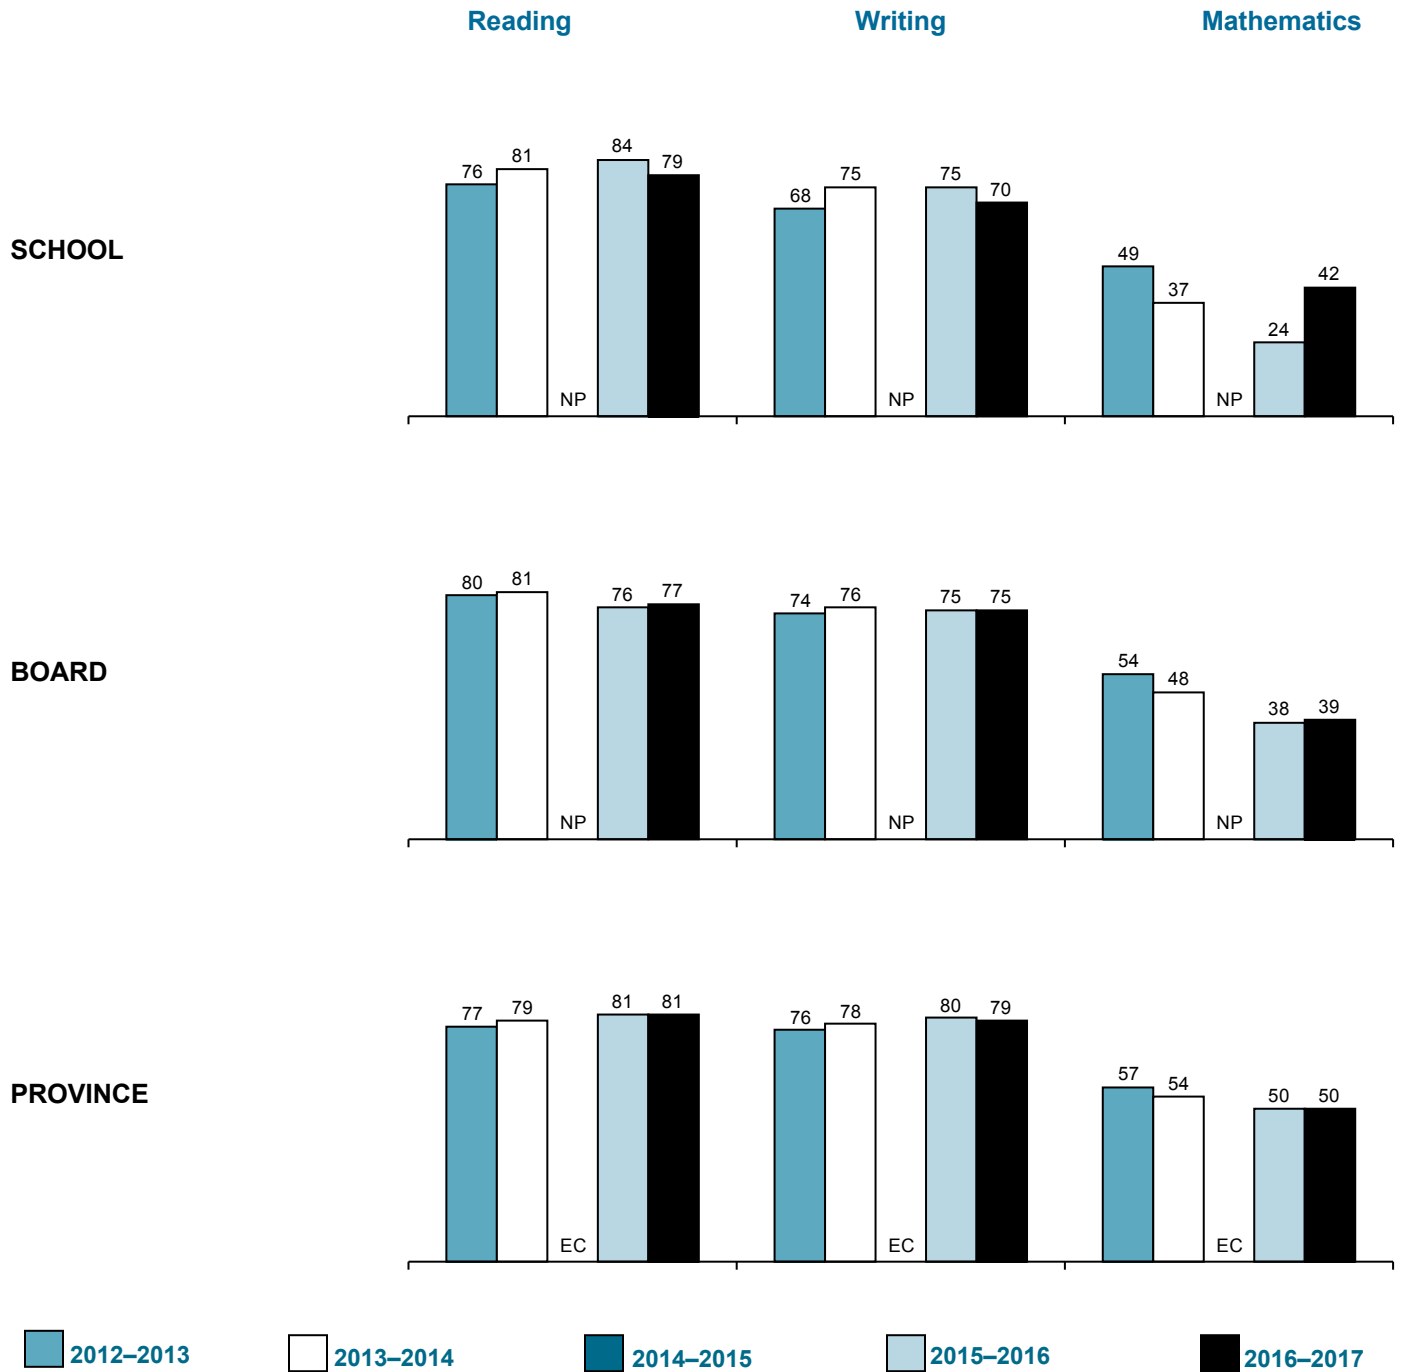 Reading Writing Mathematics
SCHOOL
76 81 NP 84 79 68 75 NP 75 70 49 37 NP 24 42
BOARD
80 81 NP 76 77 74 76 NP 75 75 54 48 NP 38 39
PROVINCE
77 79 EC 81 81 76 78 EC 80 79 57 54 EC 50 50
2012–2013 2013–2014 2014–2015 2015–2016 2016–2017